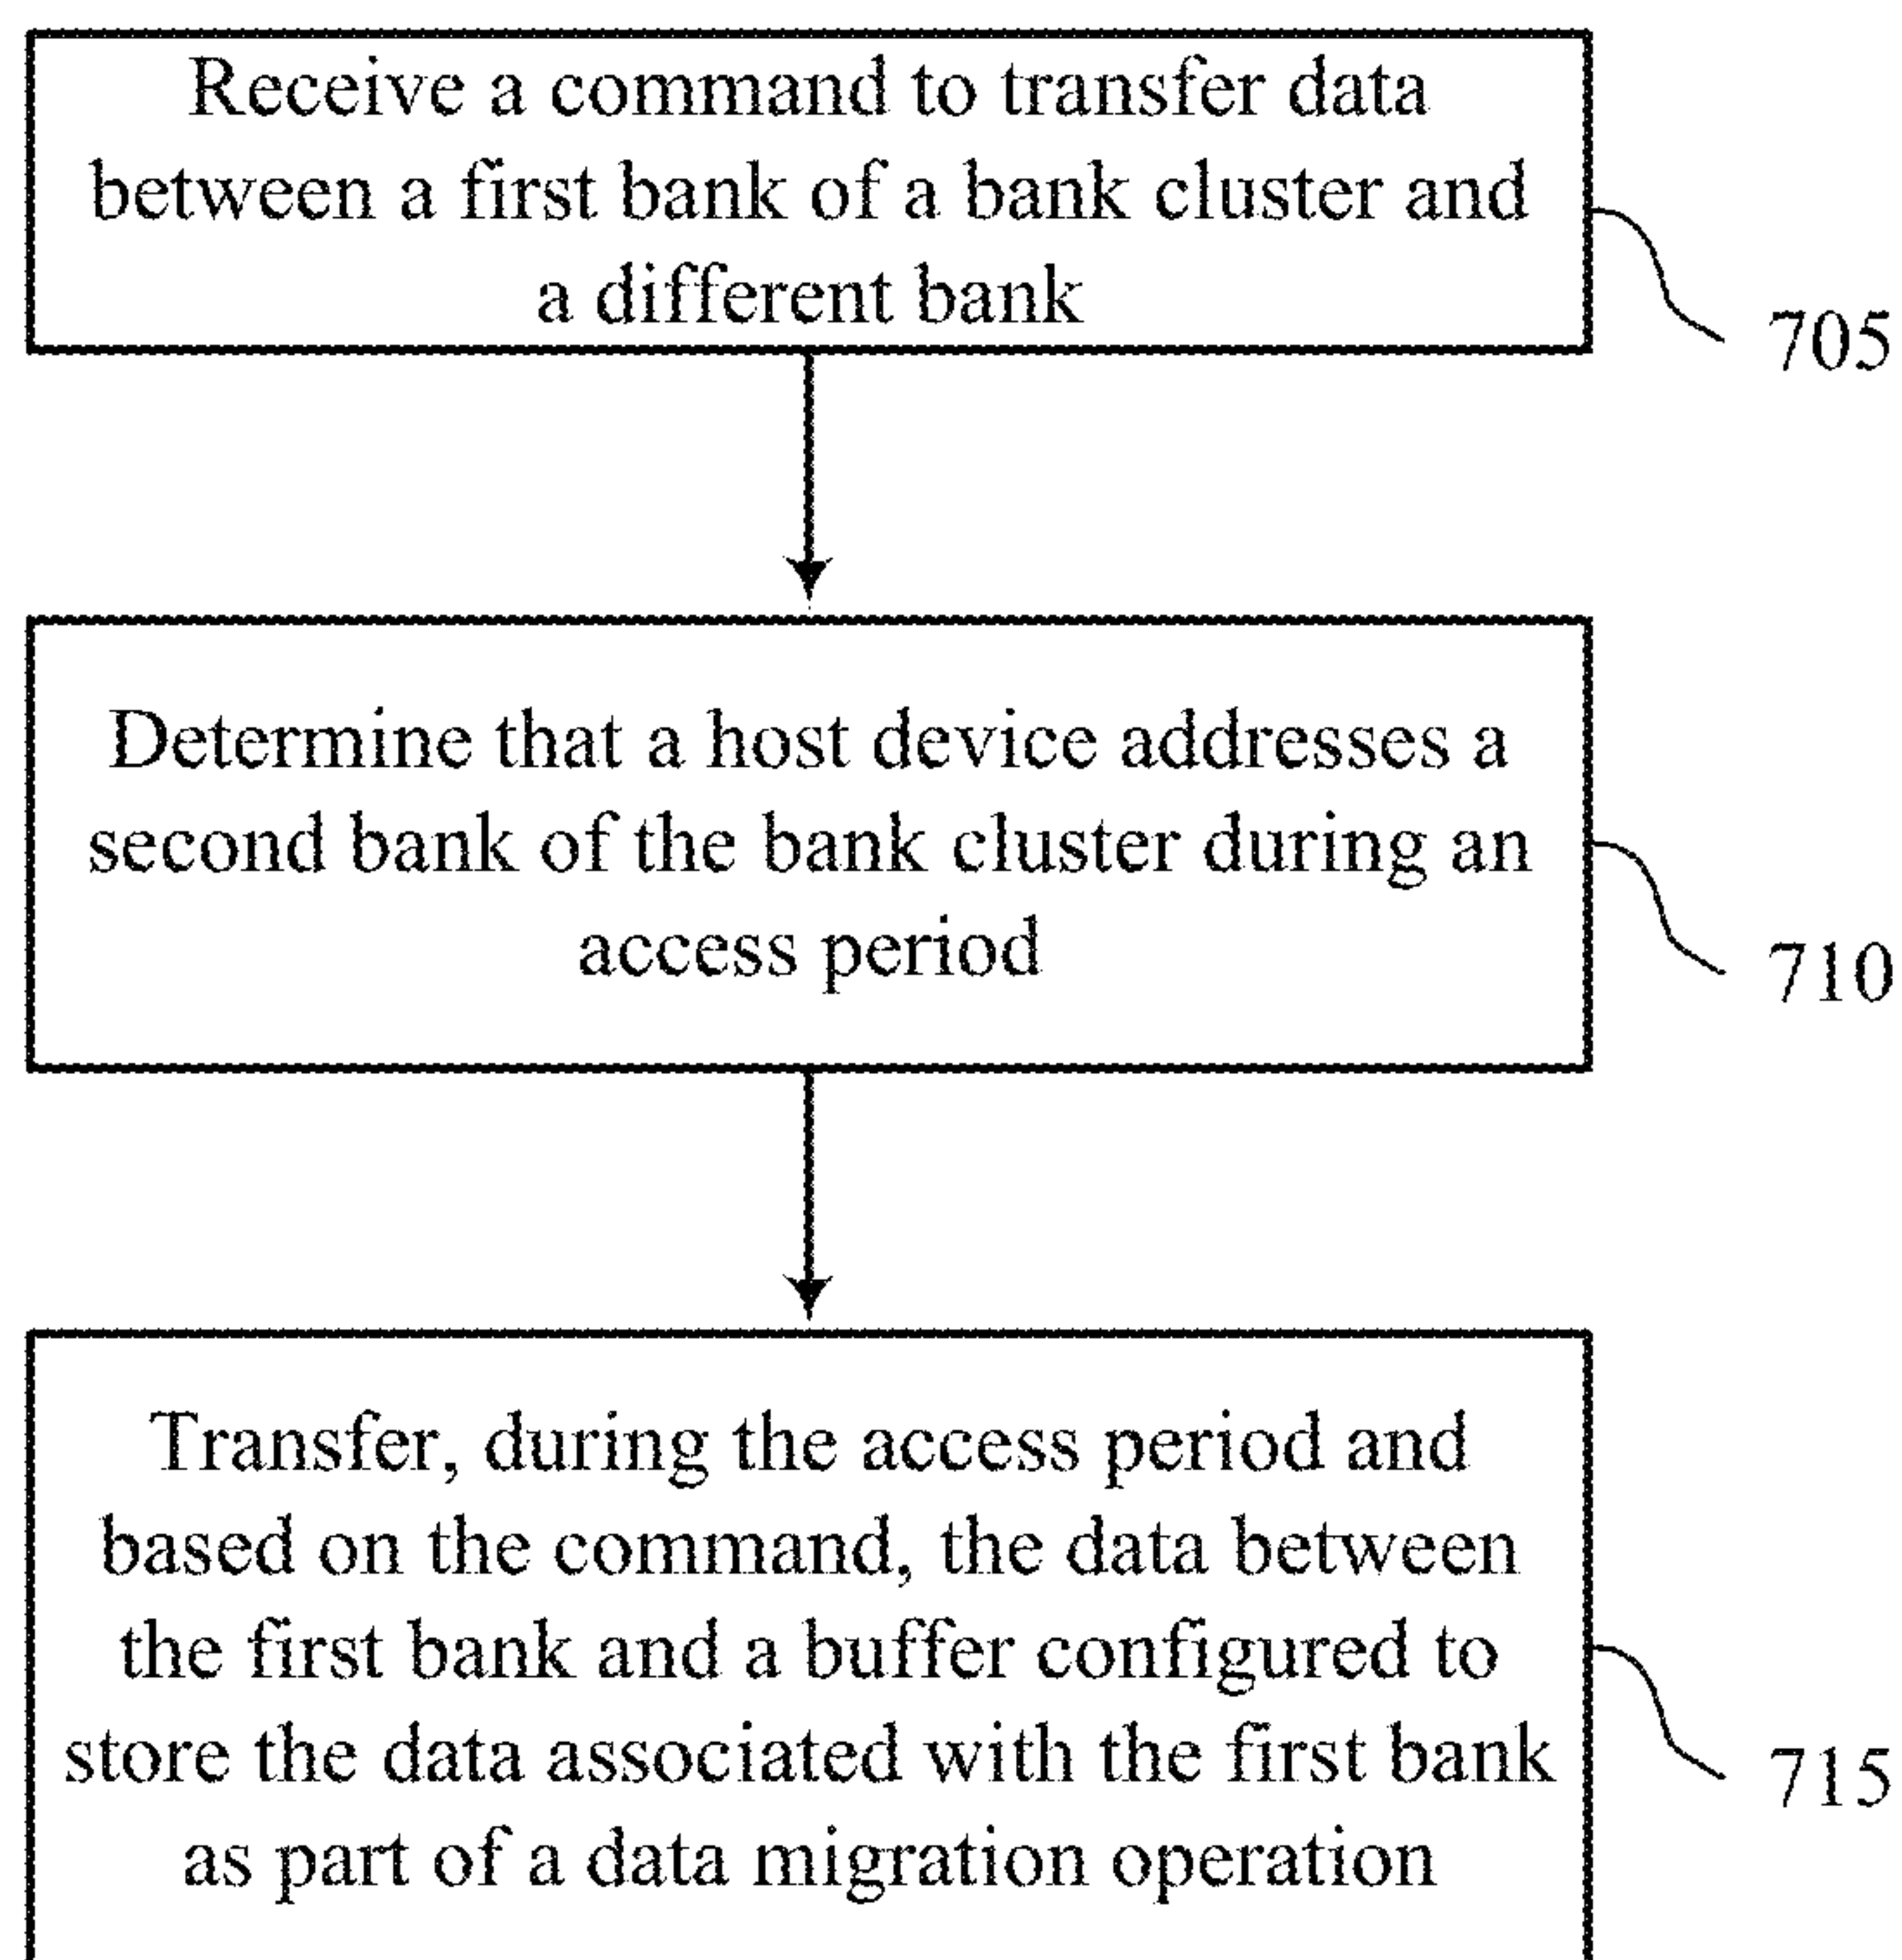 Receive a command to transfer data
between a first bank of a bank cluster and
a different bank
705
Determine that a host device addresses a
second bank of the bank cluster during an
access period
710
Transfer, during the access period and
based on the command, the data between
the first bank and a buffer configured to
store the data associated with the first bank
as part of a data migration operation
715